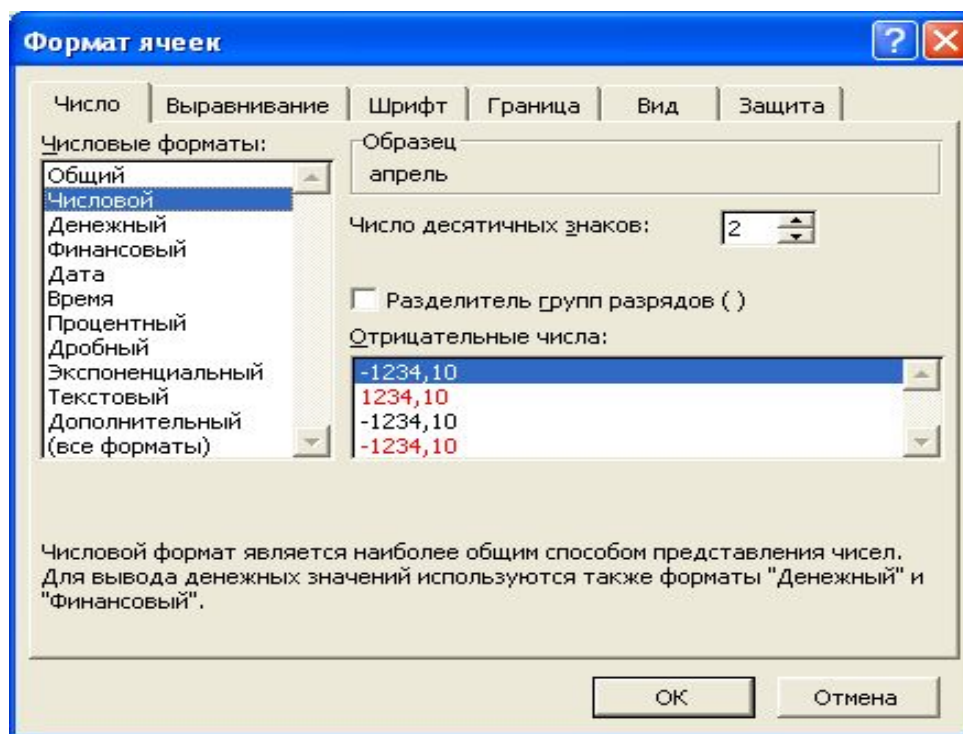 Формат ячеек
Число Выравнивание Шрифт Граница Вид Защита
Числовые форматы:
Общий
Числовой
Денежный
Финансовый
Дата
Время
Процентный
Дробный
Экспоненциальный
Текстовый
Дополнительный
(все форматы)
Образец
апрель
Число десятичных знаков: 2
Разделитель групп разрядов ( )
Отрицательные числа:
-1234,10
1234,10
-1234,10
-1234,10
Числовой формат является наиболее общим способом представления чисел.
Для вывода денежных значений используются также форматы "Денежный" и
"Финансовый".
ОК Отмена